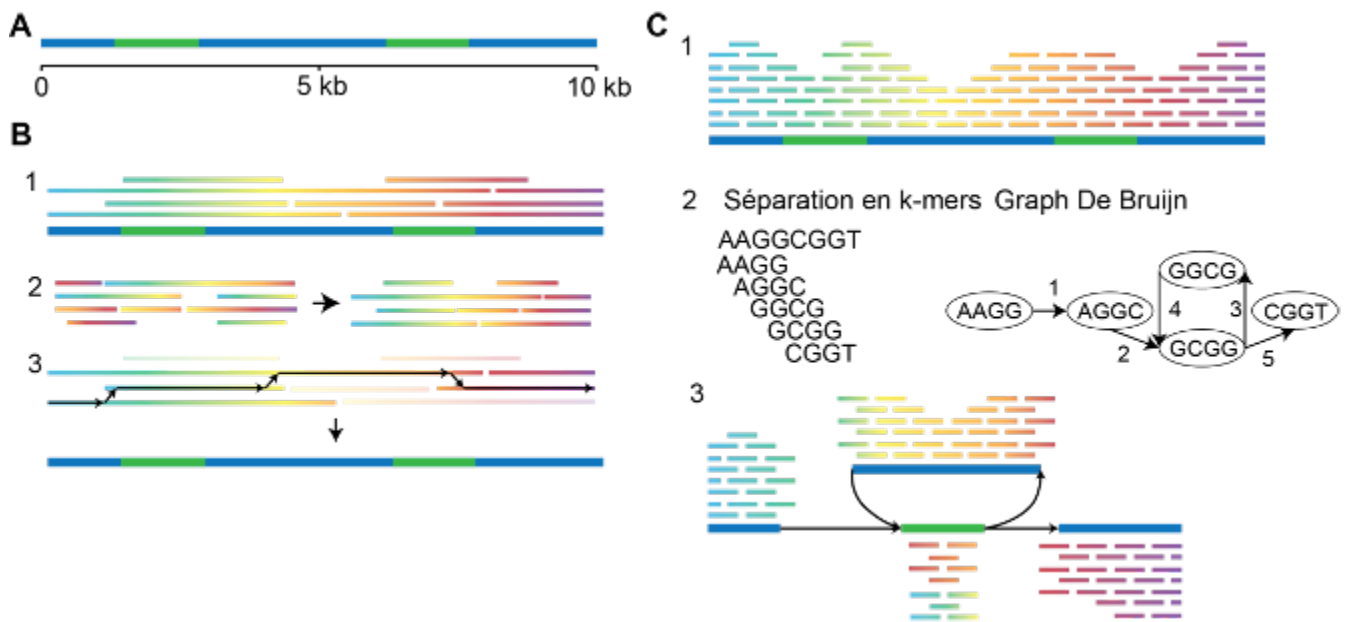 A
0
5 kb
10 kb
B
1
2
3
C
1
2 Séparation en k-mers Graph De Bruijn
AAGGCGGT
AAGG
AGGC
GGCG
GCGG
CGGT
AAGG
1
AGGC
2
GGCG
4
3
GCGG
5
CGGT
3